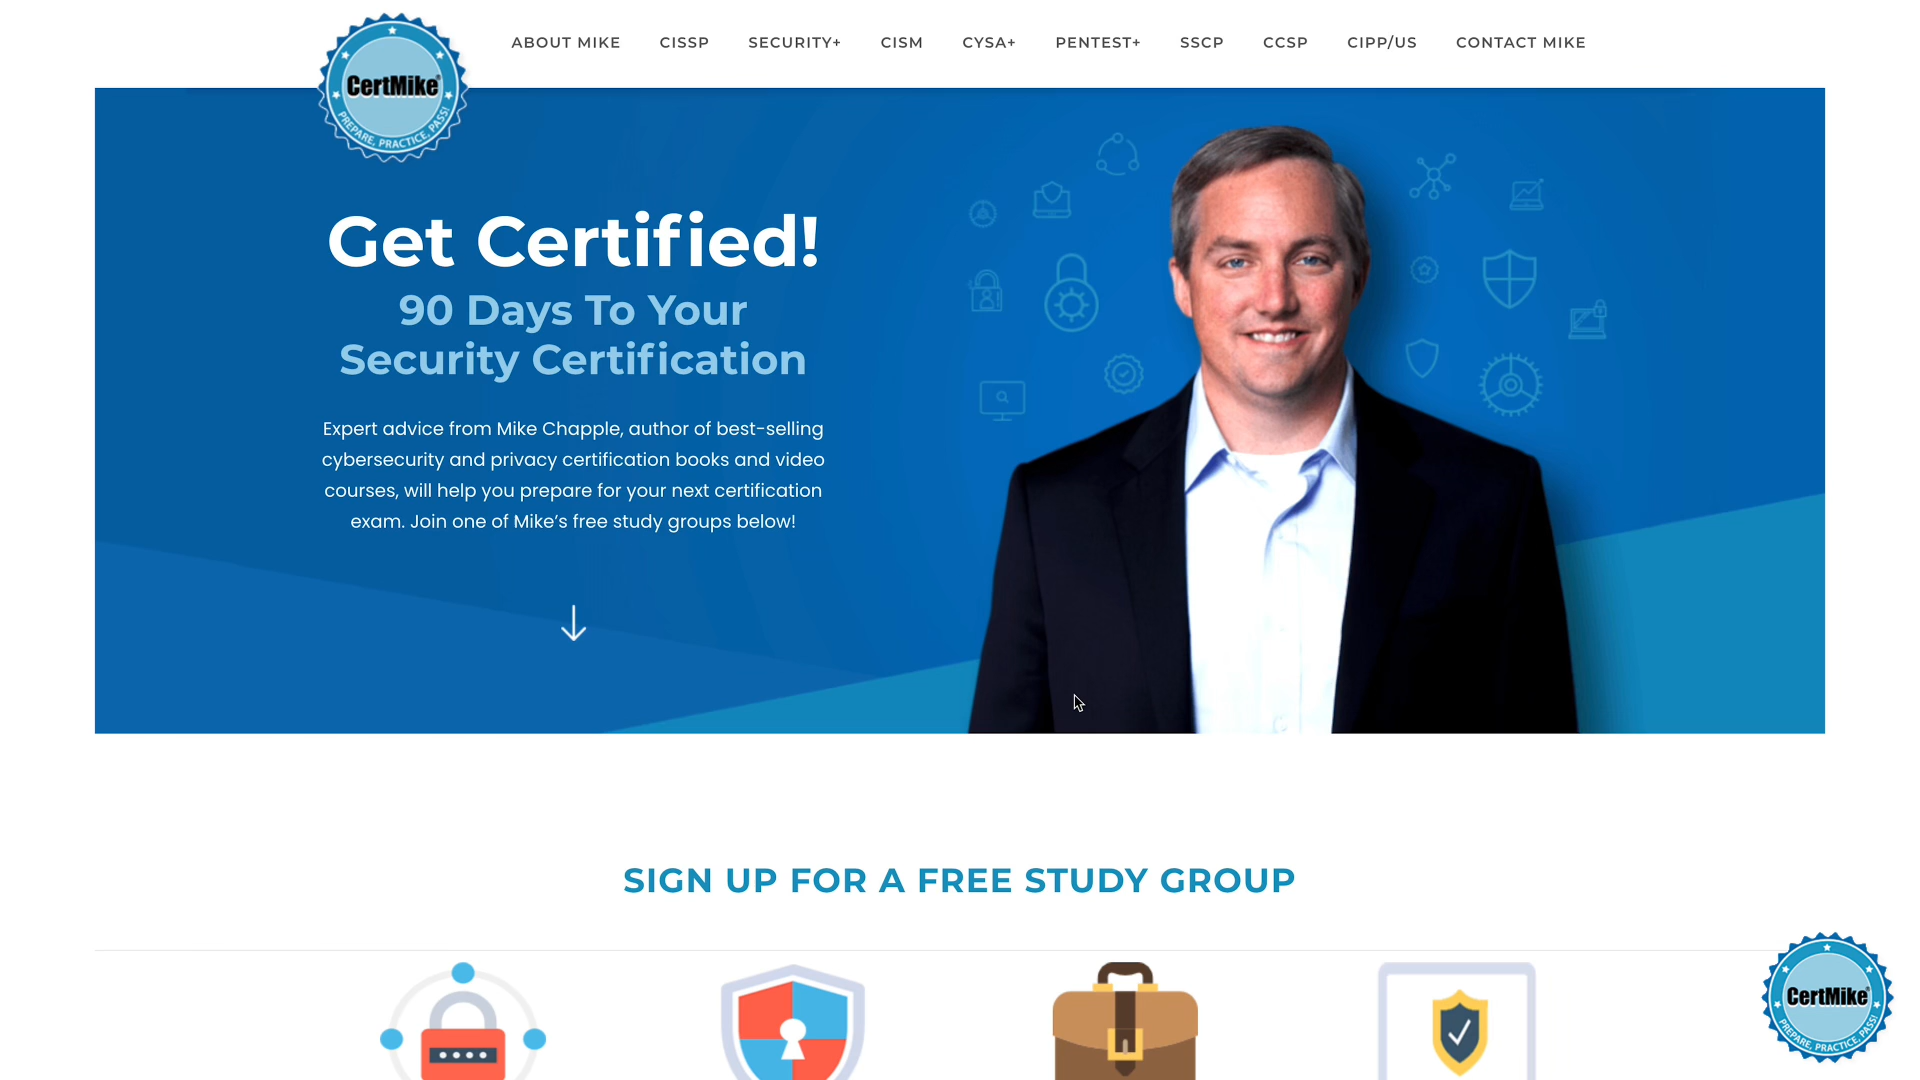 CertMike®
PREPARE, PRACTICE, PASS!
ABOUT MIKE
CISSP
SECURITY+
CISM
CYSA+
PENTEST+
SSCP
CCSP
CIPP/US
CONTACT MIKE
Get Certified!
90 Days To Your
Security Certification
Expert advice from Mike Chapple, author of best-selling
cybersecurity and privacy certification books and video
courses, will help you prepare for your next certification
exam. Join one of Mike’s free study groups below!
SIGN UP FOR A FREE STUDY GROUP
CertMike®
PREPARE, PRACTICE, PASS!